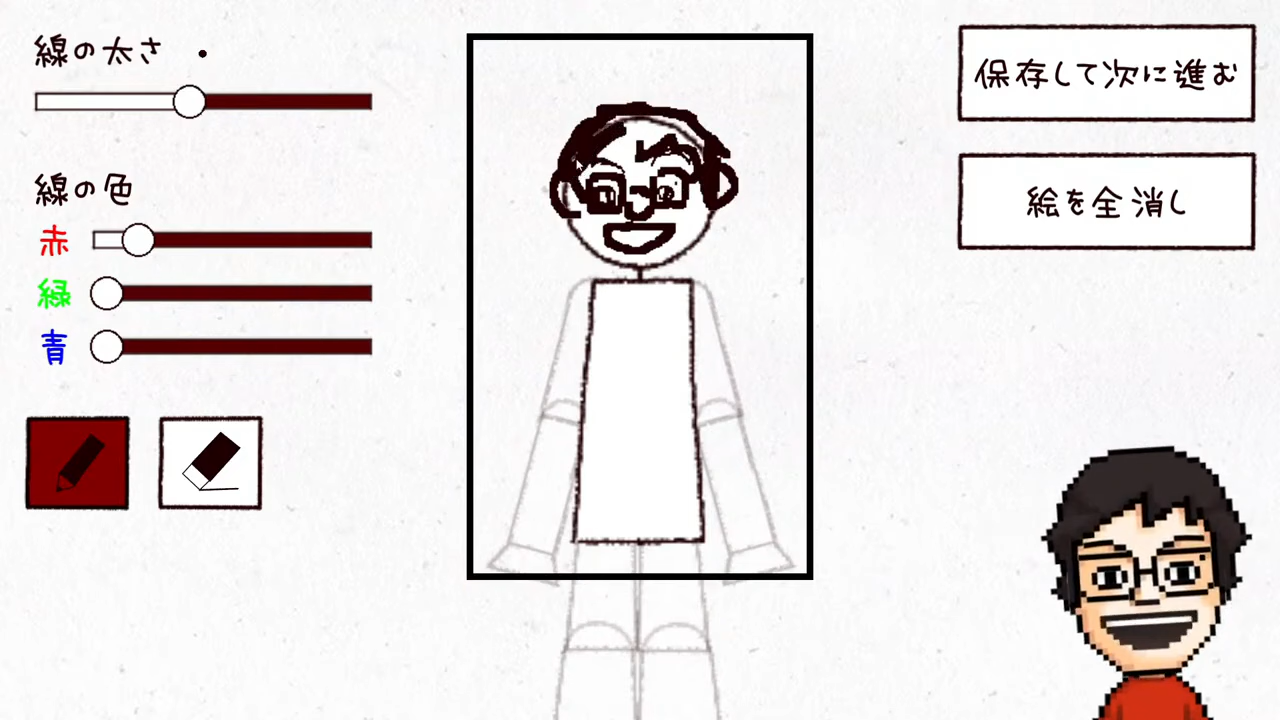 線の太さ
線の色
赤
緑
青
保存して次に進む
絵を全消し